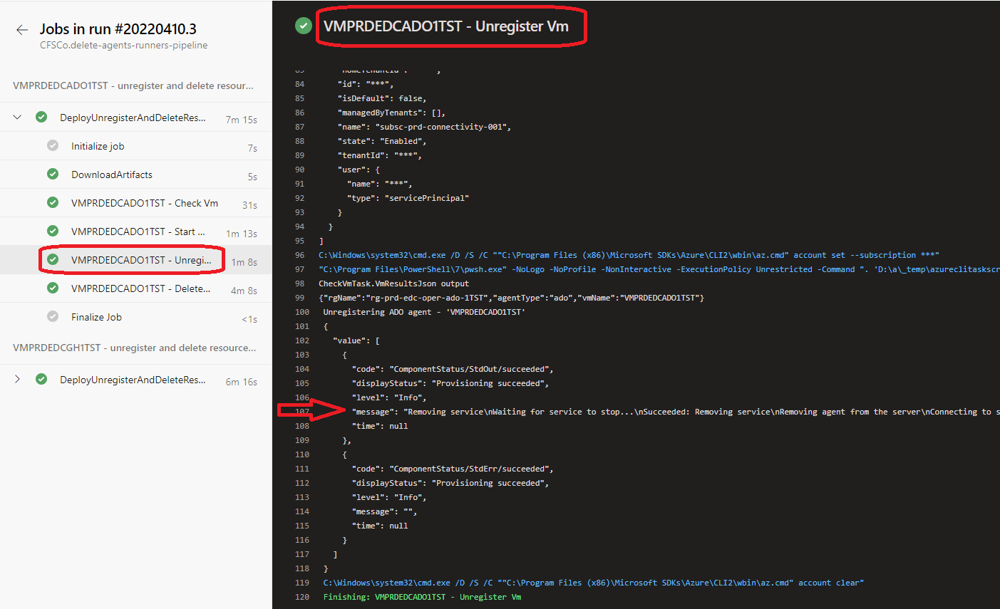 Jobs in run #20220410.3
CFSCo.delete-agents-runners-pipeline
VMPRDEDCADO1TST - unregister and delete resour...
DeployUnregisterAndDeleteRes... 7m 15s
Initialize job 7s
DownloadArtifacts 5s
VMPRDEDCADO1TST - Check Vm 31s
VMPRDEDCADO1TST - Start ... 1m 13s
VMPRDEDCADO1TST - Unregi... 1m 8s
VMPRDEDCADO1TST - Delete... 4m 8s
Finalize Job <1s
VMPRDEDCGH1TST - unregister and delete resource...
DeployUnregisterAndDeleteRes... 6m 16s
VMPRDEDCADO1TST - Unregister Vm
84 "id": "***",
85 "isDefault": false,
86 "managedByTenants": [],
87 "name": "subsc-prd-connectivity-001",
88 "state": "Enabled",
89 "tenantId": "***",
90 "user": {
91 "name": "***",
92 "type": "servicePrincipal"
93 }
94 }
95 ]
96 C:\Windows\system32\cmd.exe /D /S /C ""C:\Program Files (x86)\Microsoft SDKs\Azure\CLI2\wbin\az.cmd" account set --subscription ***"
97 "C:\Program Files\PowerShell\7\pwsh.exe" -NoLogo -NoProfile -NonInteractive -ExecutionPolicy Unrestricted -Command ". 'D:\a\_temp\azureclitaskscr
98 CheckVmTask.VmResultsJson output
99 {"rgName":"rg-prd-edc-oper-ado-1TST","agentType":"ado","vmName":"VMPRDEDCADO1TST"}
100 Unregistering ADO agent - 'VMPRDEDCADO1TST'
101 {
102 "value": [
103 {
104 "code": "ComponentStatus/StdOut/succeeded",
105 "displayStatus": "Provisioning succeeded",
106 "level": "Info",
107 "message": "Removing service\nWaiting for service to stop...\nSucceeded: Removing service\nRemoving agent from the server\nConnecting to s
108 "time": null
109 },
110 {
111 "code": "ComponentStatus/StdErr/succeeded",
112 "displayStatus": "Provisioning succeeded",
113 "level": "Info",
114 "message": "",
115 "time": null
116 }
117 ]
118 }
119 C:\Windows\system32\cmd.exe /D /S /C ""C:\Program Files (x86)\Microsoft SDKs\Azure\CLI2\wbin\az.cmd" account clear"
120 Finishing: VMPRDEDCADO1TST - Unregister Vm